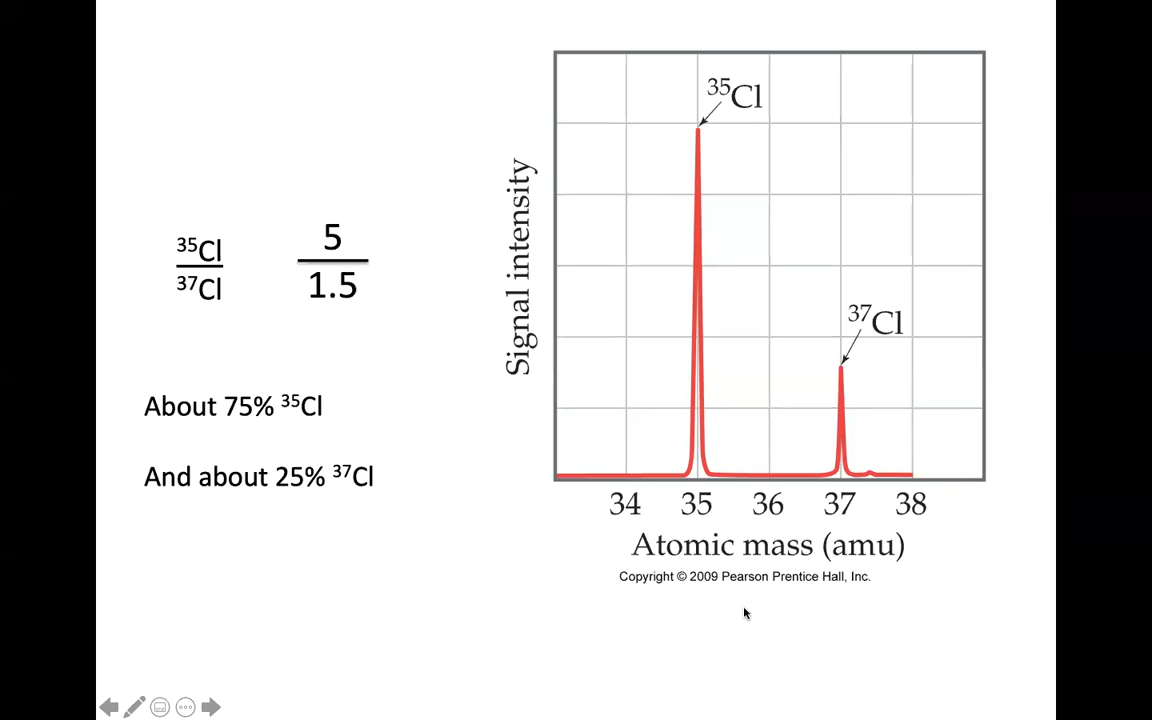 ³⁵Cl
³⁷Cl
5
1.5
About 75% ³⁵Cl
And about 25% ³⁷Cl
Signal intensity
³⁵Cl
³⁷Cl
34 35 36 37 38
Atomic mass (amu)
Copyright © 2009 Pearson Prentice Hall, Inc.